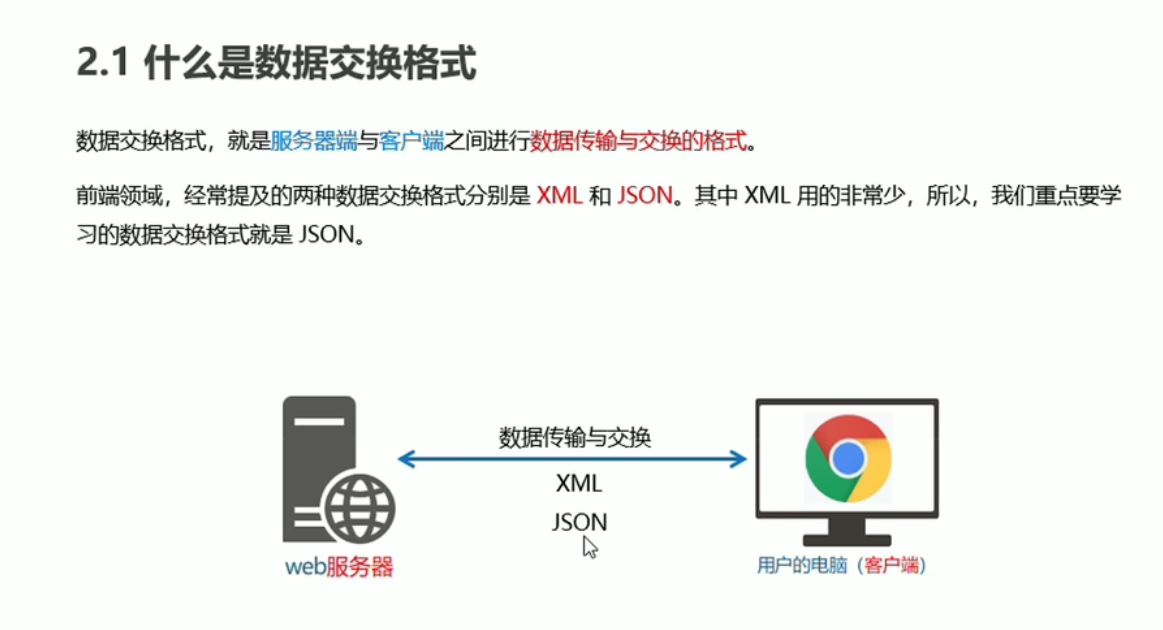 2.1 什么是数据交换格式
数据交换格式，就是服务器端与客户端之间进行数据传输与交换的格式。
前端领域，经常提及的两种数据交换格式分别是 XML 和 JSON。其中 XML 用的非常少，所以，我们重点要学
习的数据交换格式就是 JSON。
数据传输与交换
XML
JSON
web服务器
用户的电脑（客户端）